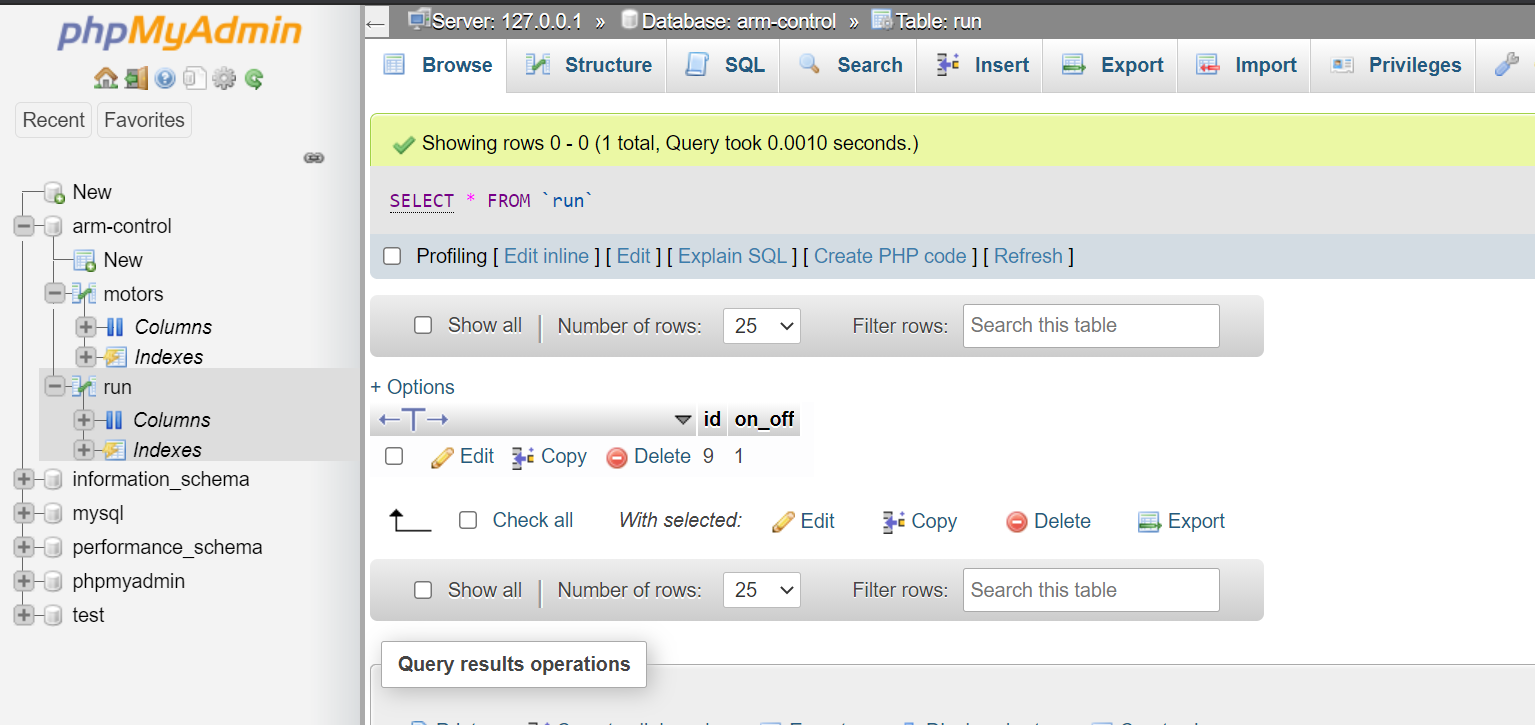 phpMyAdmin
Recent Favorites
New
arm-control
New
motors
Columns
Indexes
run
Columns
Indexes
information_schema
mysql
performance_schema
phpmyadmin
test
Server: 127.0.0.1 » Database: arm-control » Table: run
Browse Structure SQL Search Insert Export Import Privileges
Showing rows 0 - 0 (1 total, Query took 0.0010 seconds.)
SELECT * FROM `run`
Profiling [ Edit inline ] [ Edit ] [ Explain SQL ] [ Create PHP code ] [ Refresh ]
Show all | Number of rows: 25 Filter rows: Search this table
+ Options
←T→ id on_off
Edit Copy Delete 9 1
Check all With selected: Edit Copy Delete Export
Show all | Number of rows: 25 Filter rows: Search this table
Query results operations